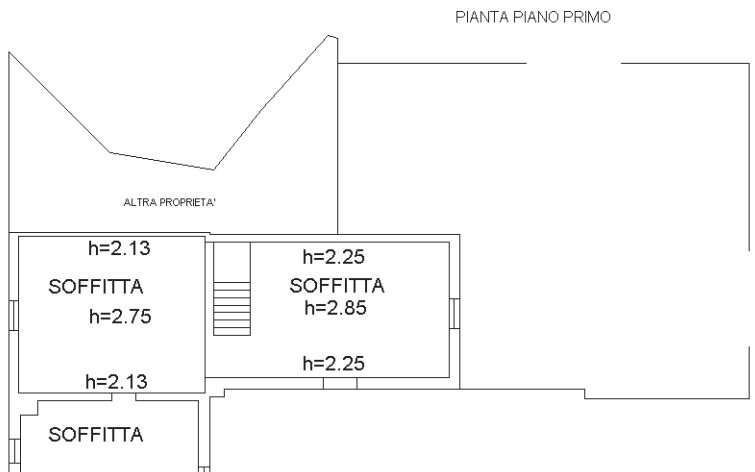 PIANTA PIANO PRIMO
ALTRA PROPRIETA'
h=2.13
SOFFITTA
h=2.75
h=2.13
h=2.25
SOFFITTA
h=2.85
h=2.25
SOFFITTA